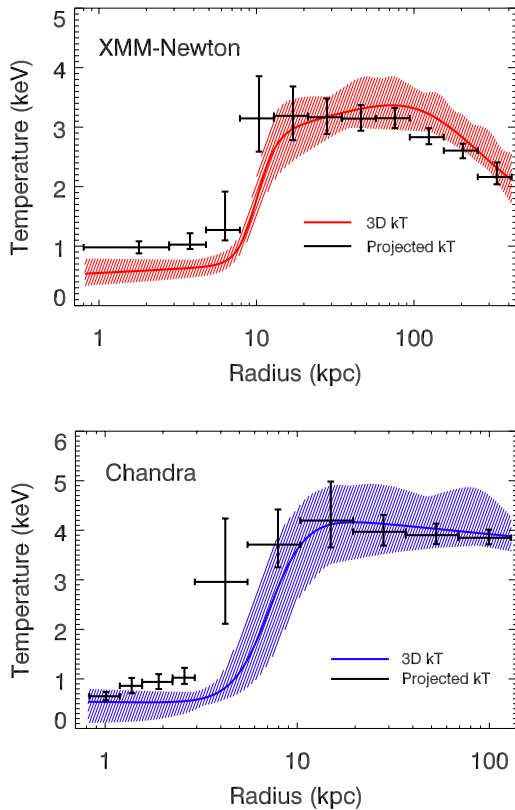 XMM-Newton
Temperature (keV)
5
4
3
2
1
0
3D kT
Projected kT
1
10
100
Radius (kpc)
Chandra
Temperature (keV)
6
5
4
3
2
1
0
3D kT
Projected kT
1
10
100
Radius (kpc)